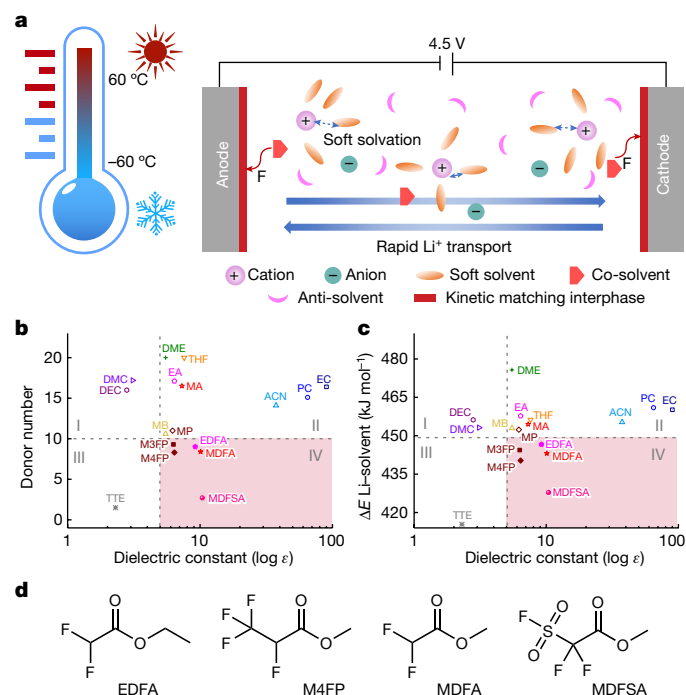 a
4.5 V
60 ºC
–60 ºC
Anode
Cathode
Soft solvation
F
F
Rapid Li⁺ transport
Cation
Anion
Soft solvent
Co-solvent
Anti-solvent
Kinetic matching interphase
b
Donor number
20
15
10
5
0
1
10
100
Dielectric constant (log ε)
I
II
III
IV
DME
THF
DMC
DEC
EA
MA
ACN
PC
EC
MB
MP
M3FP
M4FP
EDFA
MDFA
MDFSA
TTE
c
ΔE Li–solvent (kJ mol⁻¹)
480
465
450
435
420
1
10
100
Dielectric constant (log ε)
I
II
III
IV
DME
EA
THF
MA
DEC
DMC
MB
MP
ACN
PC
EC
M3FP
M4FP
EDFA
MDFA
MDFSA
TTE
d
F
F
O
O
EDFA
F
F
F
F
O
O
M4FP
F
F
O
O
MDFA
F
O
S
O
F
F
O
O
MDFSA